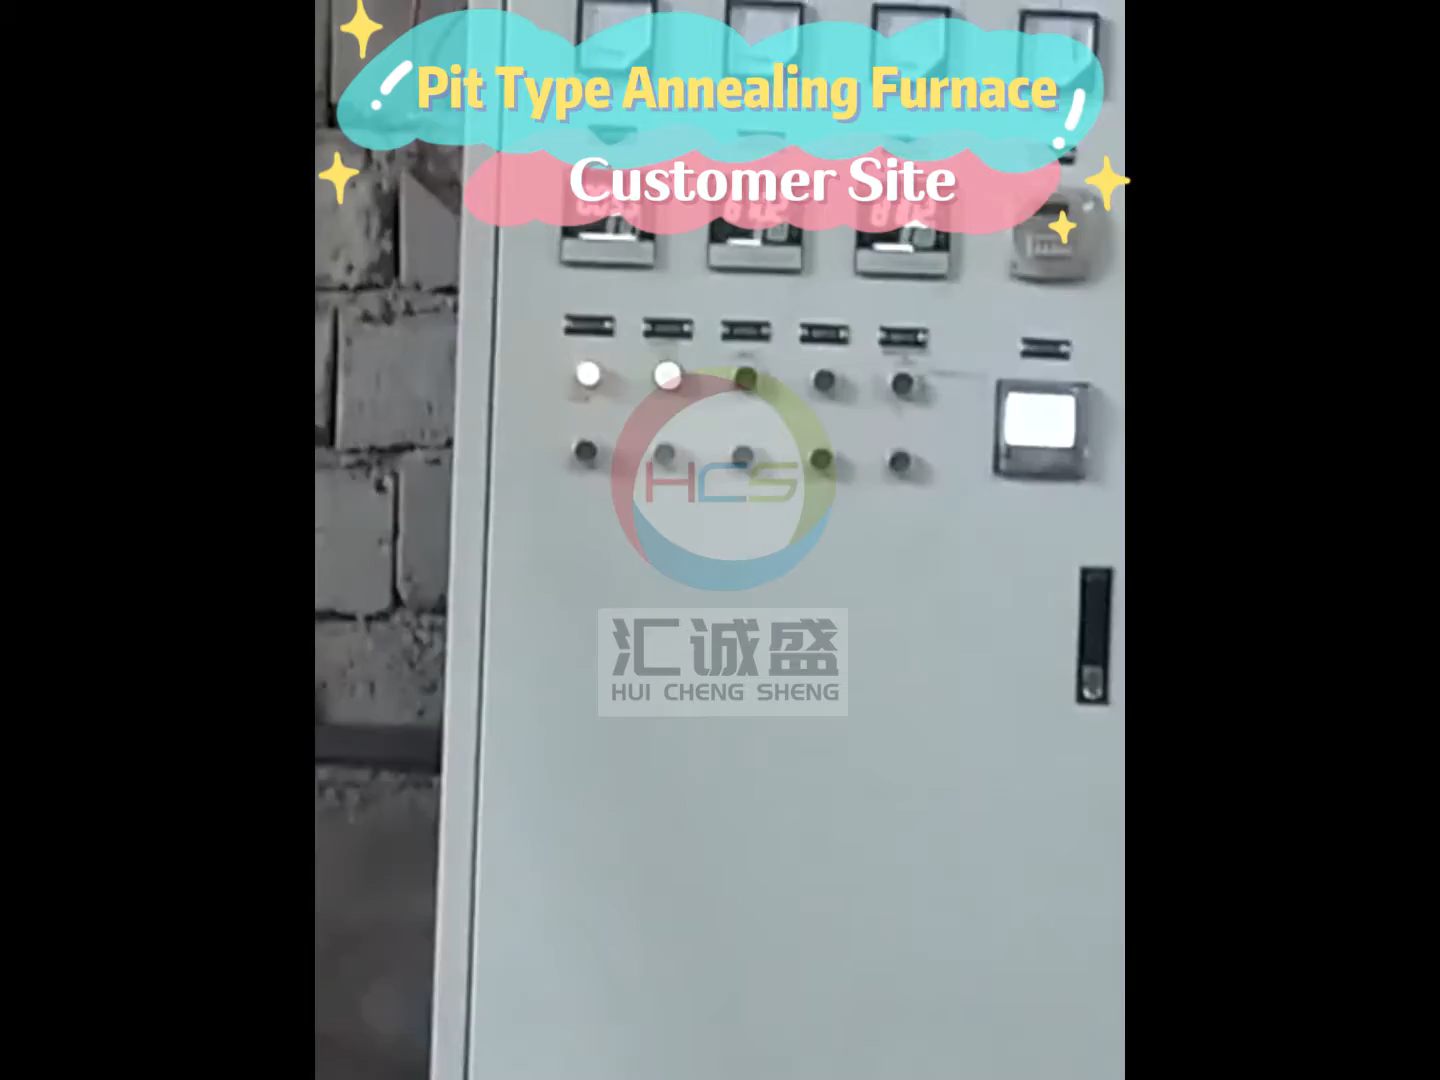 Pit Type Annealing Furnace
Customer Site
HCS
汇诚盛
HUI CHENG SHENG